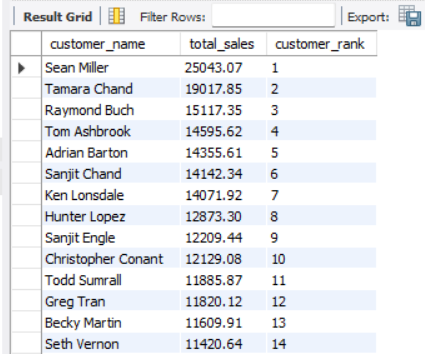 Result Grid Filter Rows: Export:
customer_name total_sales customer_rank
Sean Miller 25043.07 1
Tamara Chand 19017.85 2
Raymond Buch 15117.35 3
Tom Ashbrook 14595.62 4
Adrian Barton 14355.61 5
Sanjit Chand 14142.34 6
Ken Lonsdale 14071.92 7
Hunter Lopez 12873.30 8
Sanjit Engle 12209.44 9
Christopher Conant 12129.08 10
Todd Sumrall 11885.87 11
Greg Tran 11820.12 12
Becky Martin 11609.91 13
Seth Vernon 11420.64 14